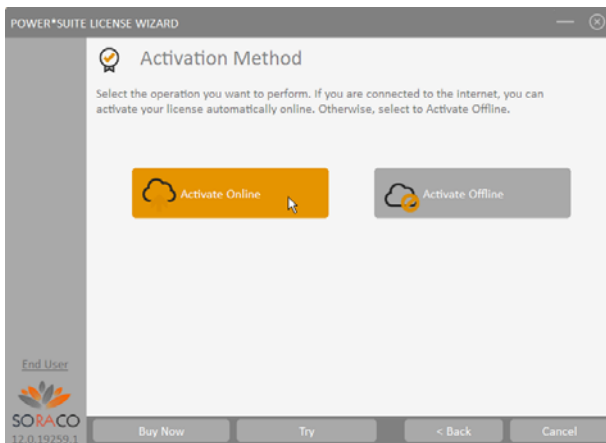 POWER*SUITE LICENSE WIZARD
Activation Method
Select the operation you want to perform. If you are connected to the internet, you can
activate your license automatically online. Otherwise, select to Activate Offline.
Activate Online
Activate Offline
End User
SORACO
12.0.19259.1
Buy Now
Try
< Back
Cancel